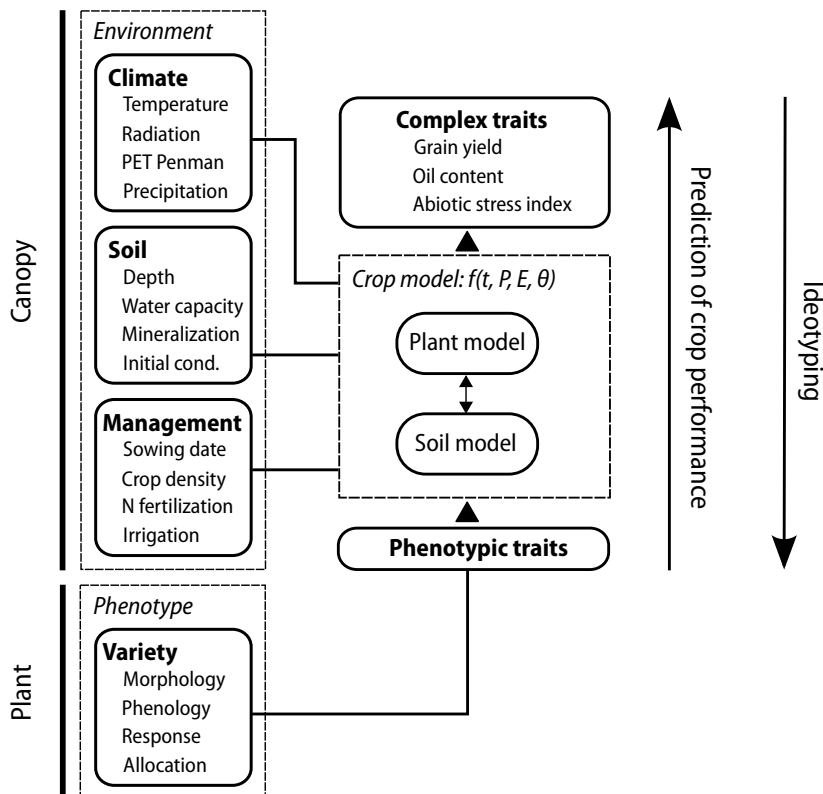 Canopy
Environment
Climate
Temperature
Radiation
PET Penman
Precipitation
Soil
Depth
Water capacity
Mineralization
Initial cond.
Management
Sowing date
Crop density
N fertilization
Irrigation
Plant
Phenotype
Variety
Morphology
Phenology
Response
Allocation
Complex traits
Grain yield
Oil content
Abiotic stress index
Crop model: f(t, P, E, θ)
Plant model
Soil model
Phenotypic traits
Prediction of crop performance
Ideotyping